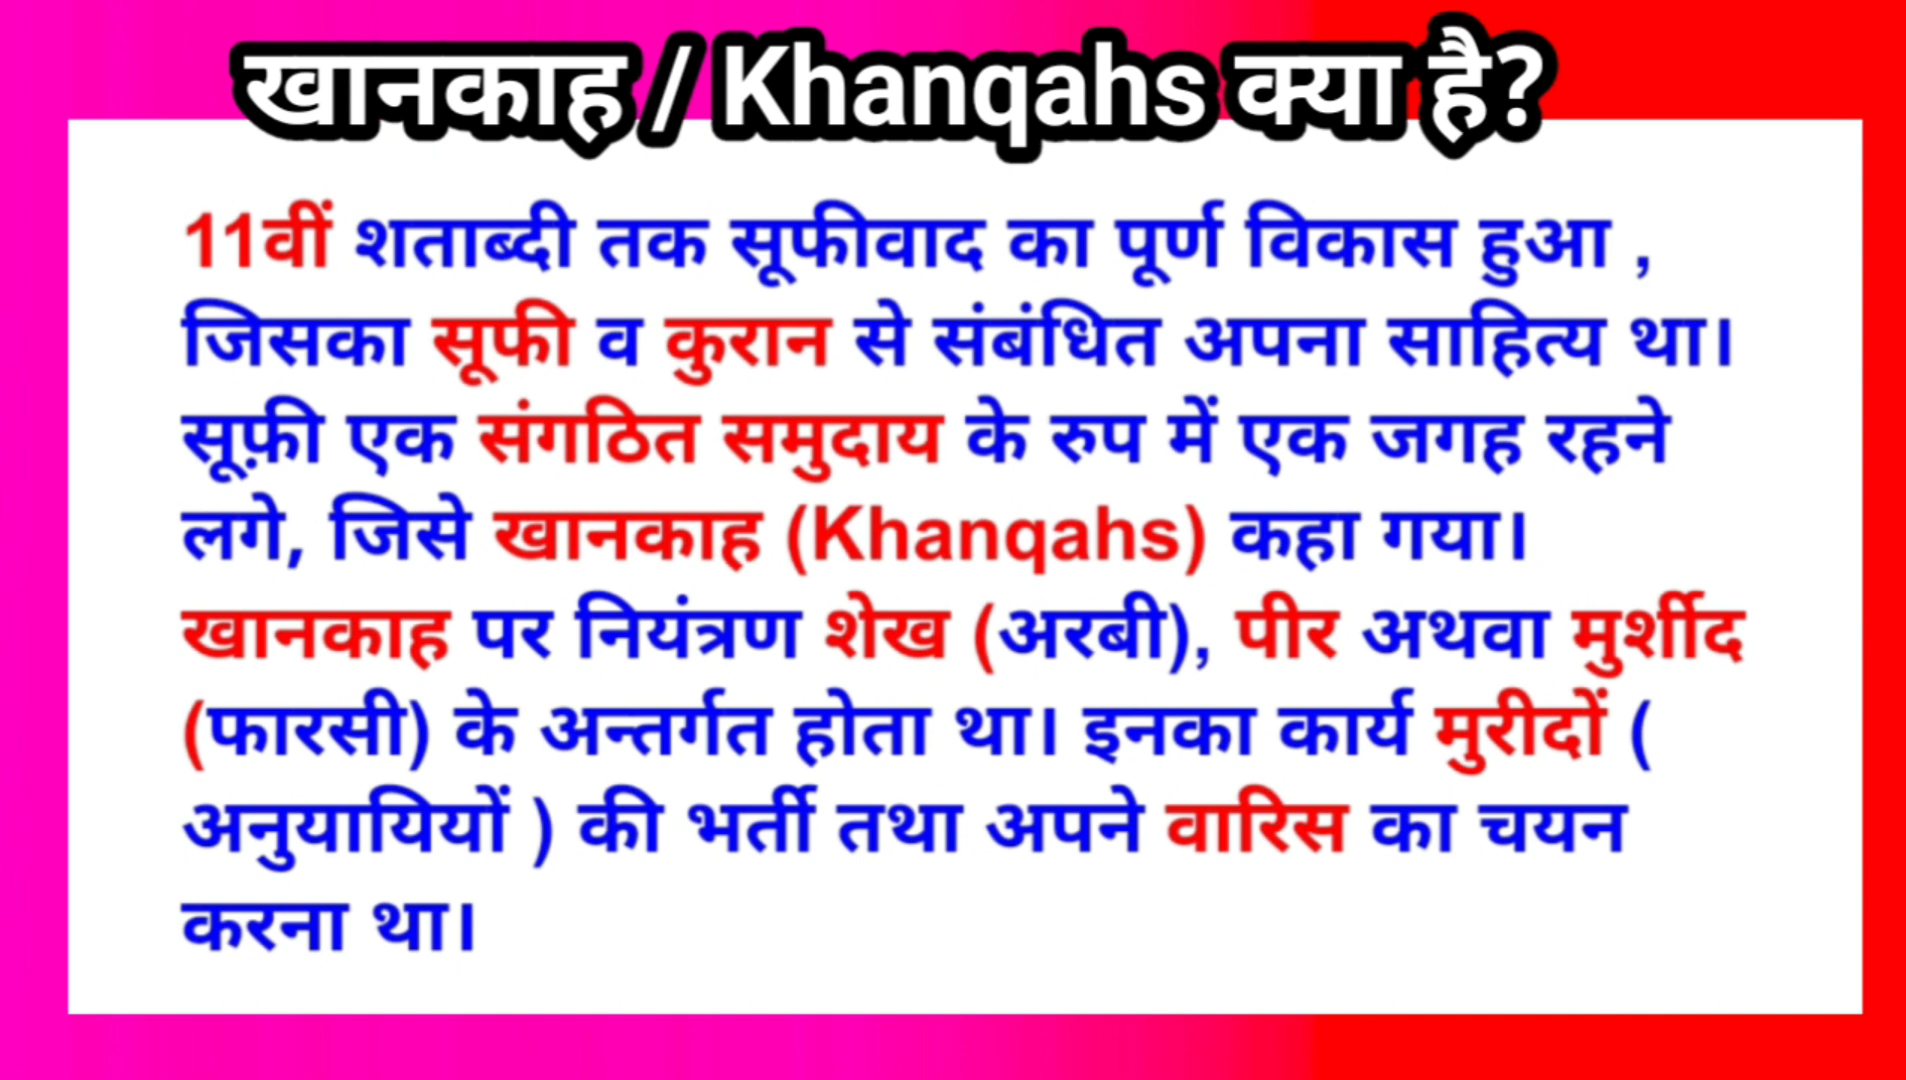 खानकाह / Khanqahs क्या है?
11वीं शताब्दी तक सूफीवाद का पूर्ण विकास हुआ ,
जिसका सूफी व कुरान से संबंधित अपना साहित्य था।
सूफ़ी एक संगठित समुदाय के रुप में एक जगह रहने
लगे, जिसे खानकाह (Khanqahs) कहा गया।
खानकाह पर नियंत्रण शेख (अरबी), पीर अथवा मुर्शीद
(फारसी) के अन्तर्गत होता था। इनका कार्य मुरीदों (
अनुयायियों ) की भर्ती तथा अपने वारिस का चयन
करना था।